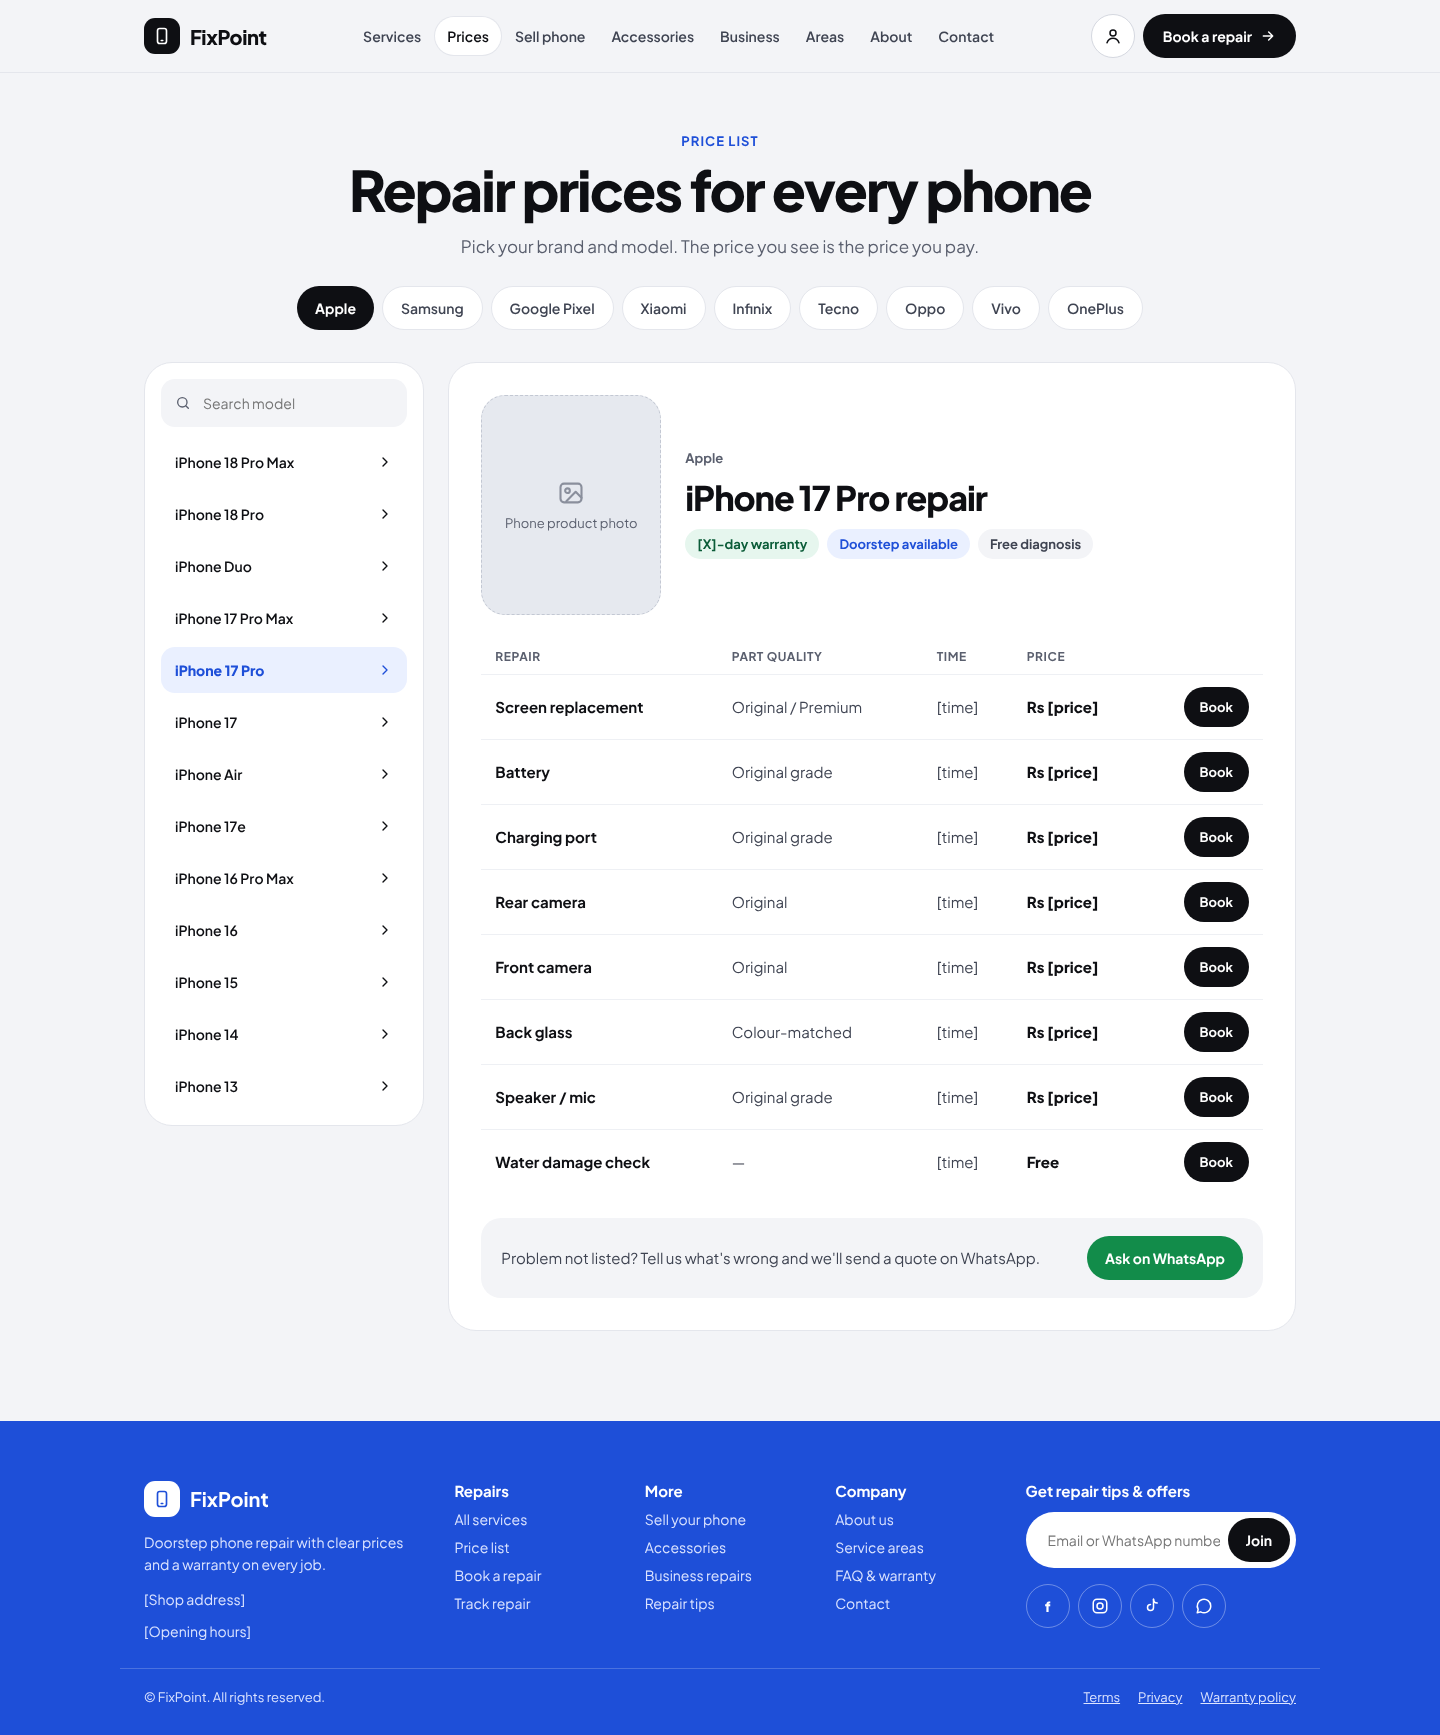 FixPoint
Services
Prices
Sell phone
Accessories
Business
Areas
About
Contact
Book a repair
PRICE LIST
Repair prices for every phone
Pick your brand and model. The price you see is the price you pay.
Apple
Samsung
Google Pixel
Xiaomi
Infinix
Tecno
Oppo
Vivo
OnePlus
Search model
iPhone 18 Pro Max
iPhone 18 Pro
iPhone Duo
iPhone 17 Pro Max
iPhone 17 Pro
iPhone 17
iPhone Air
iPhone 17e
iPhone 16 Pro Max
iPhone 16
iPhone 15
iPhone 14
iPhone 13
Phone product photo
Apple
iPhone 17 Pro repair
[X]-day warranty
Doorstep available
Free diagnosis
REPAIR PART QUALITY TIME PRICE
Screen replacement Original / Premium [time] Rs [price] Book
Battery Original grade [time] Rs [price] Book
Charging port Original grade [time] Rs [price] Book
Rear camera Original [time] Rs [price] Book
Front camera Original [time] Rs [price] Book
Back glass Colour-matched [time] Rs [price] Book
Speaker / mic Original grade [time] Rs [price] Book
Water damage check — [time] Free Book
Problem not listed? Tell us what's wrong and we'll send a quote on WhatsApp.
Ask on WhatsApp
FixPoint
Doorstep phone repair with clear prices
and a warranty on every job.
[Shop address]
[Opening hours]
Repairs
All services
Price list
Book a repair
Track repair
More
Sell your phone
Accessories
Business repairs
Repair tips
Company
About us
Service areas
FAQ & warranty
Contact
Get repair tips & offers
Email or WhatsApp numbe
Join
f
© FixPoint. All rights reserved.
Terms
Privacy
Warranty policy